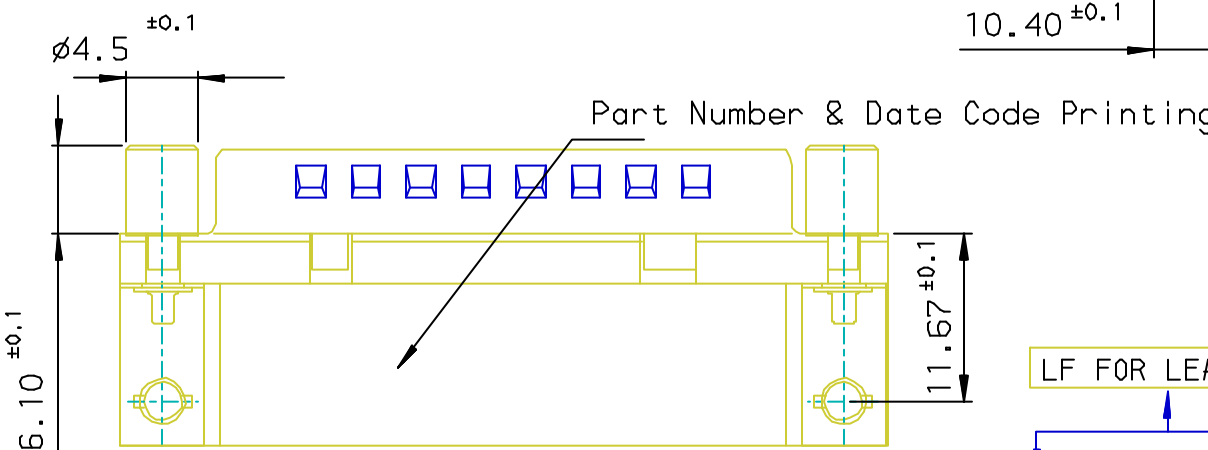 ±0.1
ø4.5
10.40 ±0.1
Part Number & Date Code Printing
6.10 ±0.1
11.67 ±0.1
LF FOR